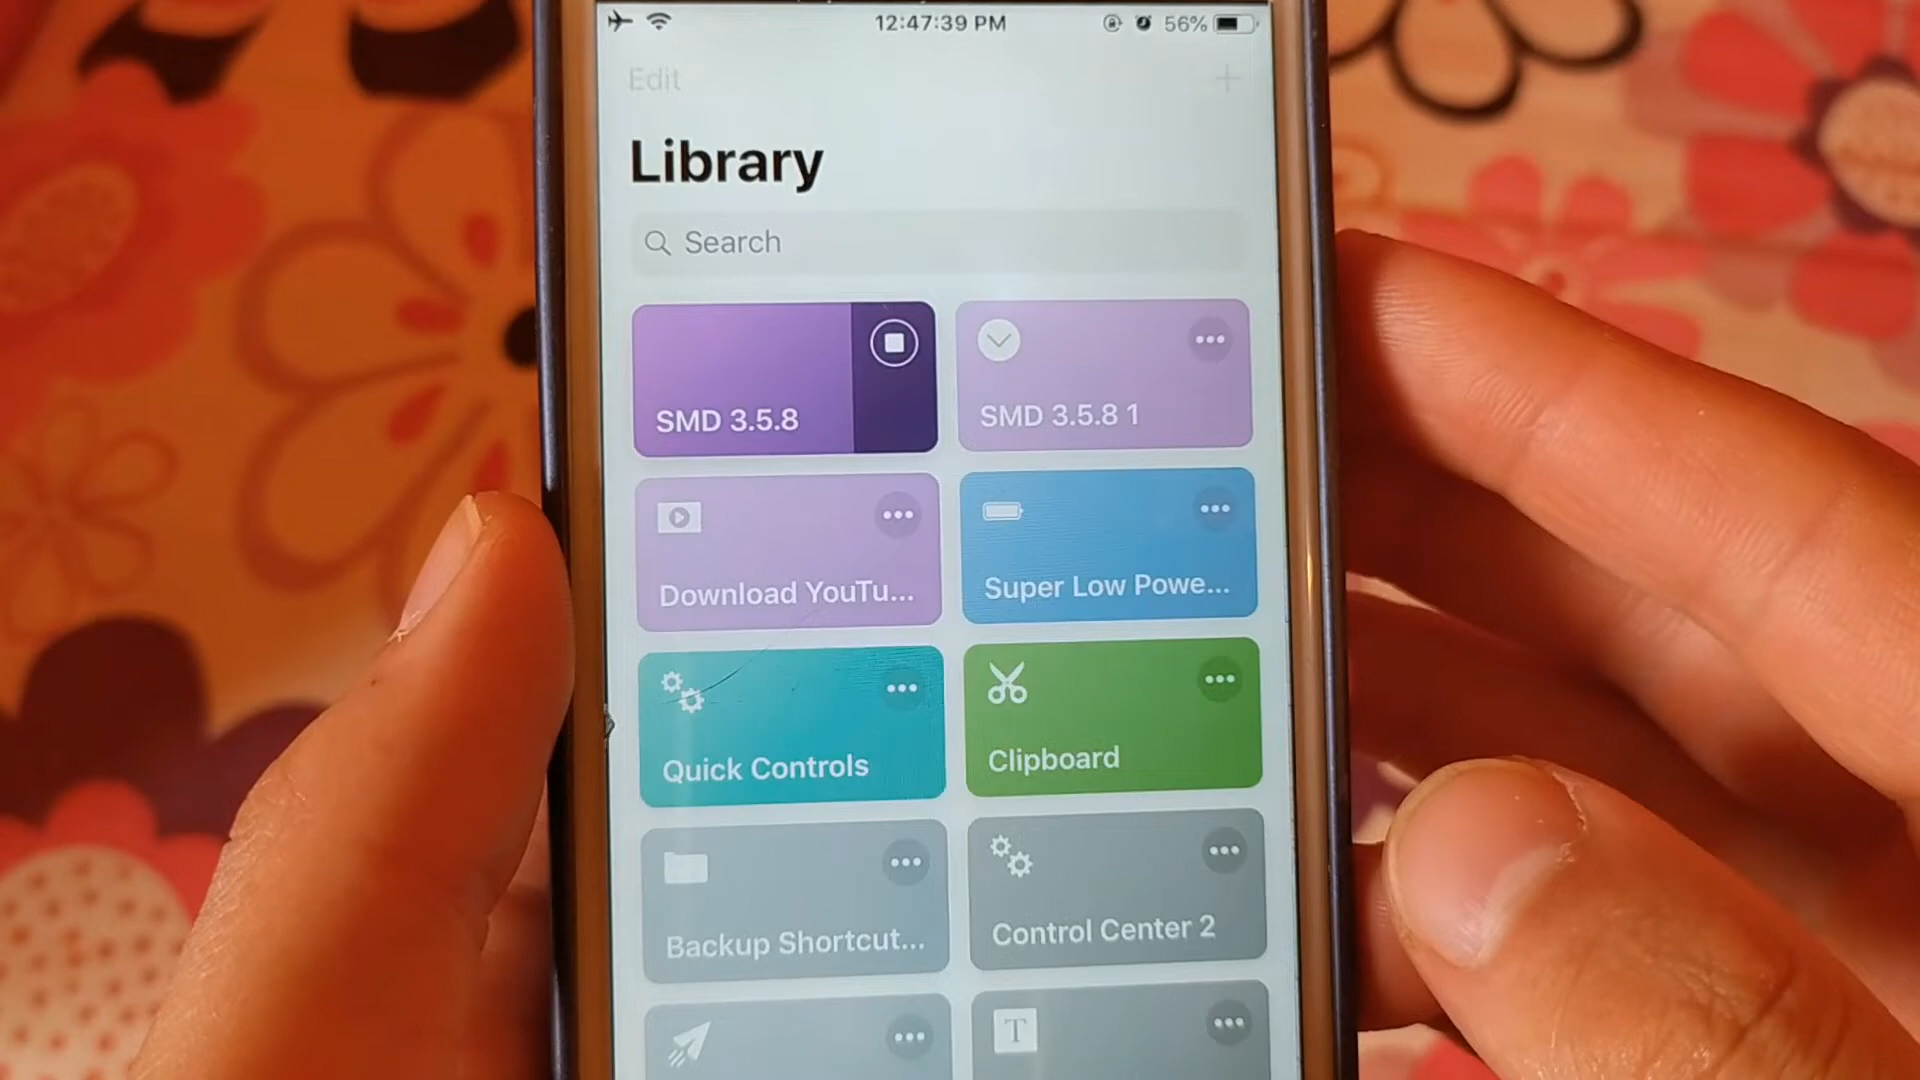 12:47:39 PM
56%
Edit
Library
Search
SMD 3.5.8
SMD 3.5.8 1
Download YouTu...
Super Low Powe...
Quick Controls
Clipboard
Backup Shortcut...
Control Center 2
T